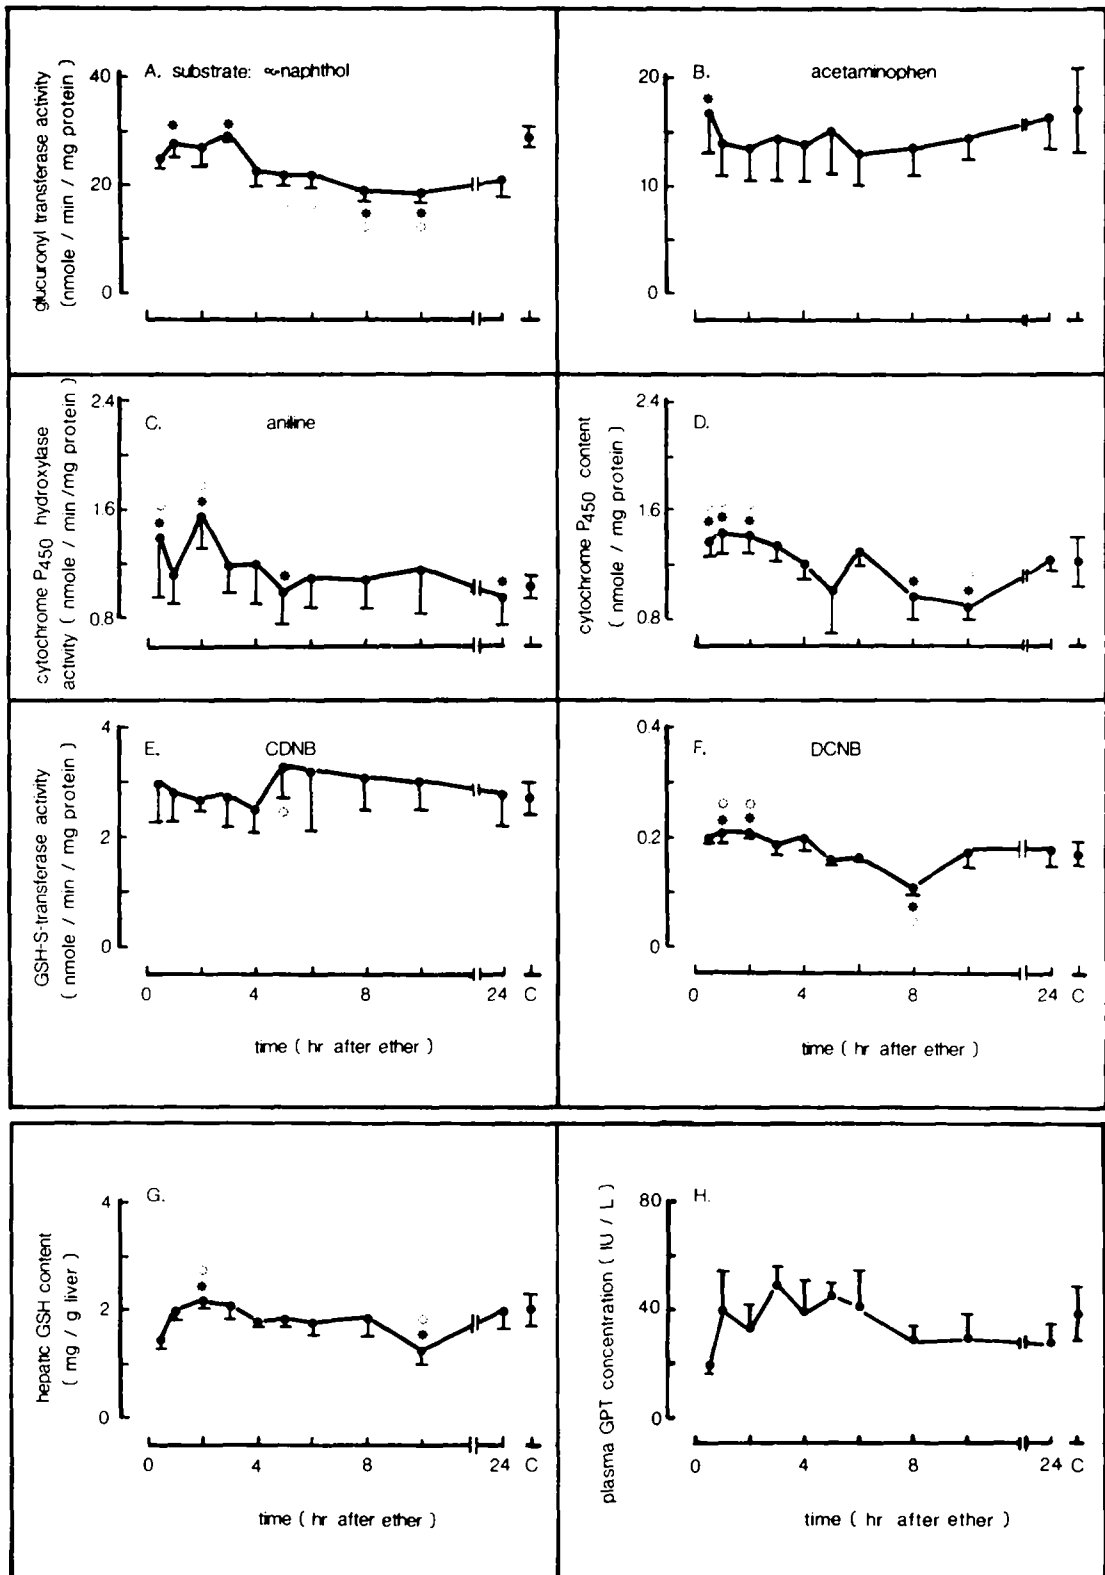 A. substrate: α-naphthol
glucuronyl transferase activity
(nmole / min / mg protein)
40
20
0
B. acetaminophen
20
10
0
C. aniline
cytochrome P450 hydroxylase
activity ( nmole / min /mg protein )
2.4
1.6
0.8
D.
cytochrome P450 content
( nmole / mg protein )
2.4
1.6
0.8
E. CDNB
GSH-S-transferase activity
( nmole / min / mg protein )
4
2
0
0 4 8 24 C
time ( hr after ether )
F. DCNB
0.4
0.2
0
0 4 8 24 C
time ( hr after ether )
G.
hepatic GSH content
( mg / g liver )
4
2
0
0 4 8 24 C
time ( hr after ether )
H.
plasma GPT concentration ( IU / L )
80
40
0
0 4 8 24 C
time ( hr after ether )